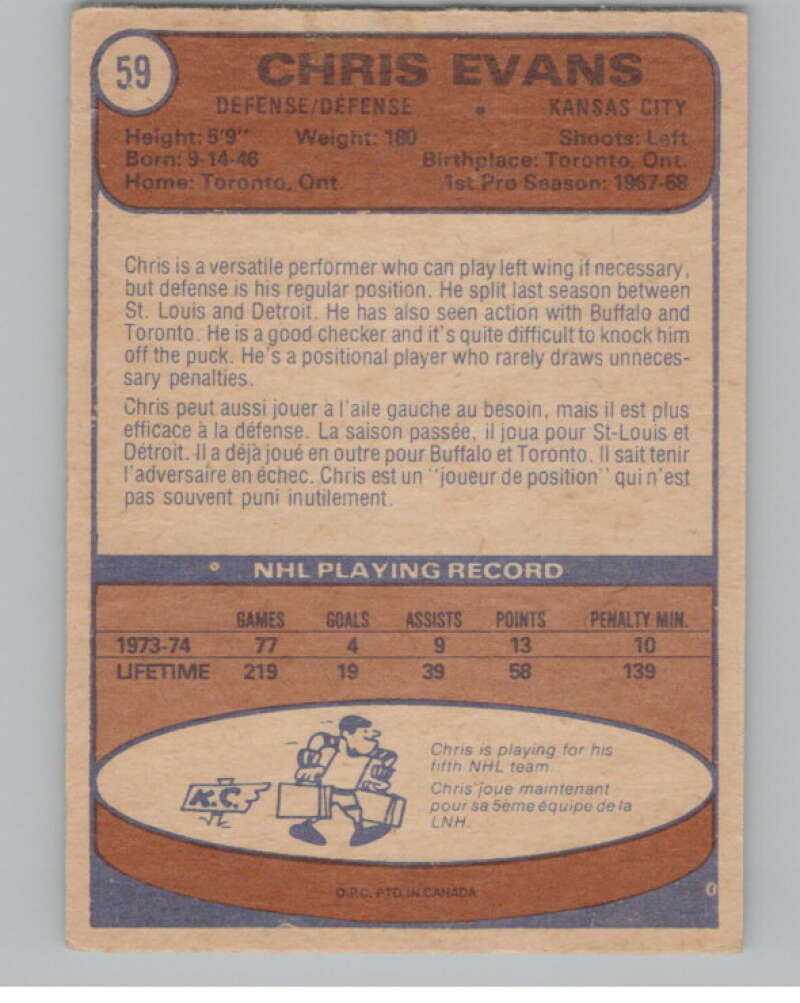 59
CHRIS EVANS
DEFENSE/DÉFENSE • KANSAS CITY
Height: 5'9" Weight: 180 Shoots: Left
Born: 9-14-46 Birthplace: Toronto, Ont.
Home: Toronto, Ont. 1st Pro Season: 1967-68
Chris is a versatile performer who can play left wing if necessary,
but defense is his regular position. He split last season between
St. Louis and Detroit. He has also seen action with Buffalo and
Toronto. He is a good checker and it's quite difficult to knock him
off the puck. He's a positional player who rarely draws unneces-
sary penalties.
Chris peut aussi jouer à l'aile gauche au besoin, mais il est plus
efficace à la défense. La saison passée, il joua pour St-Louis et
Détroit. Il a déjà joué en outre pour Buffalo et Toronto. Il sait tenir
l'adversaire en échec. Chris est un "joueur de position" qui n'est
pas souvent puni inutilement.
NHL PLAYING RECORD
GAMES GOALS ASSISTS POINTS PENALTY MIN.
1973-74 77 4 9 13 10
LIFETIME 219 19 39 58 139
K.C.
Chris is playing for his
fifth NHL team.
Chris joue maintenant
pour sa 5ème équipe de la
LNH.
O.P.C. PTD. IN CANADA